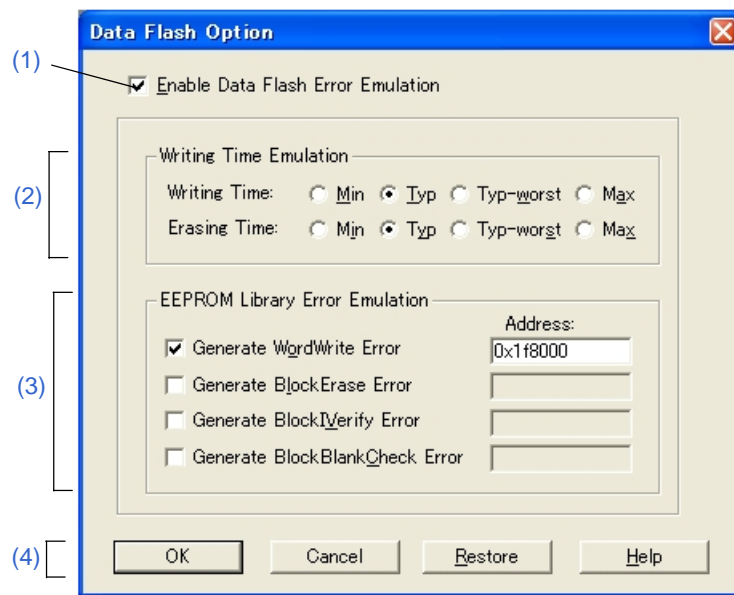 Data Flash Option
(1)
Enable Data Flash Error Emulation
(2)
Writing Time Emulation
Writing Time: Min Typ Typ-worst Max
Erasing Time: Min Typ Typ-worst Max
(3)
EEPROM Library Error Emulation
Address:
Generate WordWrite Error 0x1f8000
Generate BlockErase Error
Generate BlockIVerify Error
Generate BlockBlankCheck Error
(4)
OK Cancel Restore Help